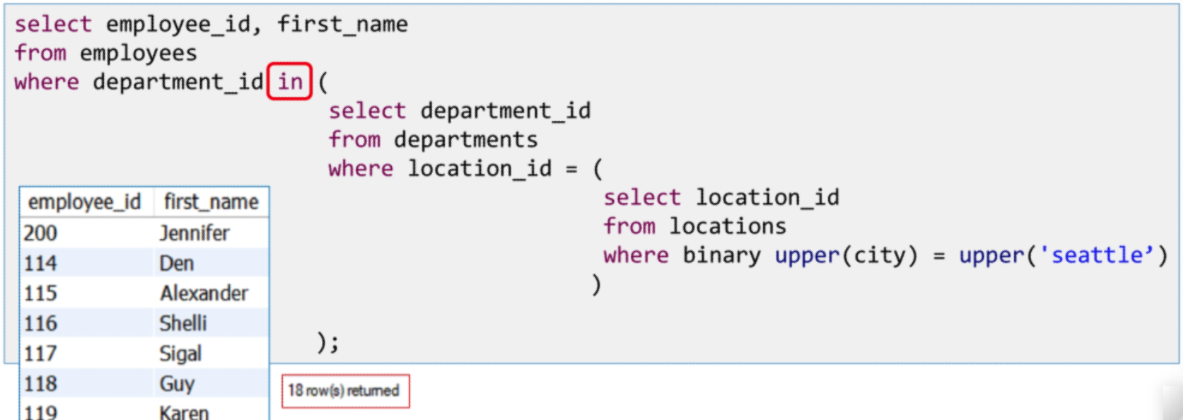 select employee_id, first_name
from employees
where department_id in (
select department_id
from departments
where location_id = (
select location_id
from locations
where binary upper(city) = upper('seattle’)
)
);
employee_id first_name
200 Jennifer
114 Den
115 Alexander
116 Shelli
117 Sigal
118 Guy
119 Karen
18 row(s) returned